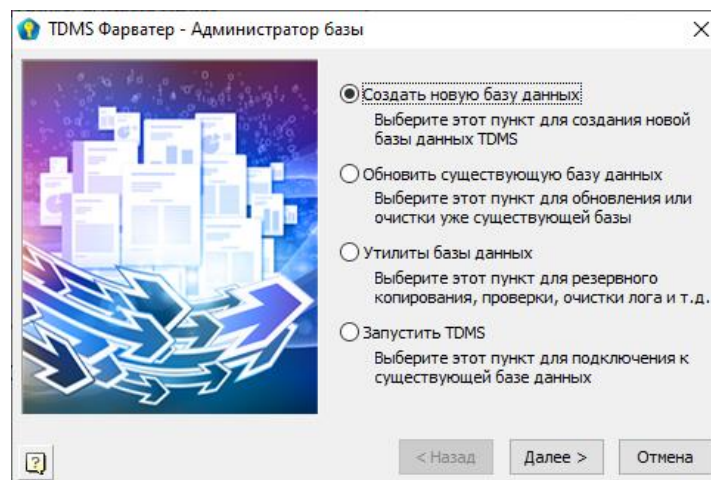 TDMS Фарватер - Администратор базы
Создать новую базу данных
Выберите этот пункт для создания новой
базы данных TDMS
Обновить существующую базу данных
Выберите этот пункт для обновления или
очистки уже существующей базы
Утилиты базы данных
Выберите этот пункт для резервного
копирования, проверки, очистки лога и т.д.
Запустить TDMS
Выберите этот пункт для подключения к
существующей базе данных
< Назад
Далее >
Отмена